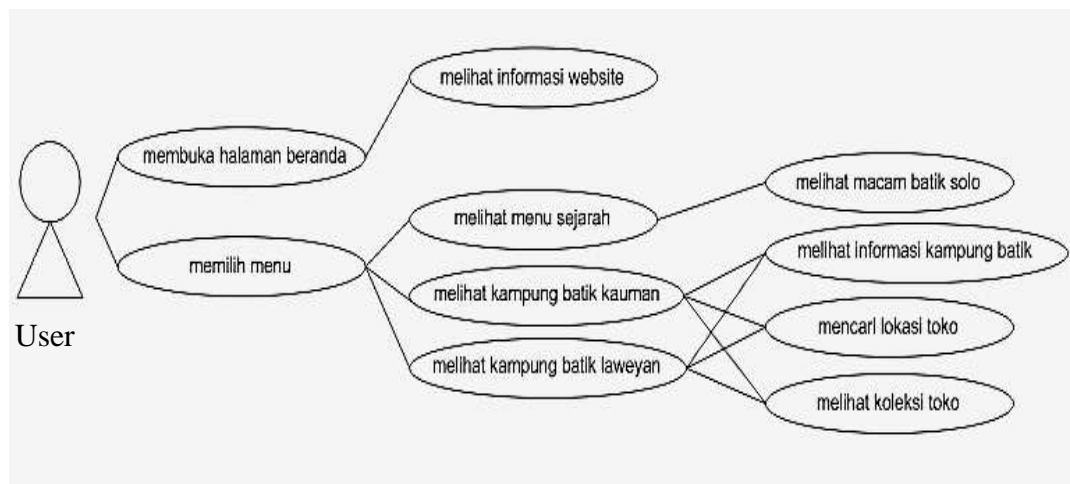 melihat informasi website
membuka halaman beranda
melihat macam batik solo
melihat menu sejarah
melihat informasi kampung batik
memilih menu
melihat kampung batik kauman
mencari lokasi toko
User
melihat kampung batik laweyan
melihat koleksi toko